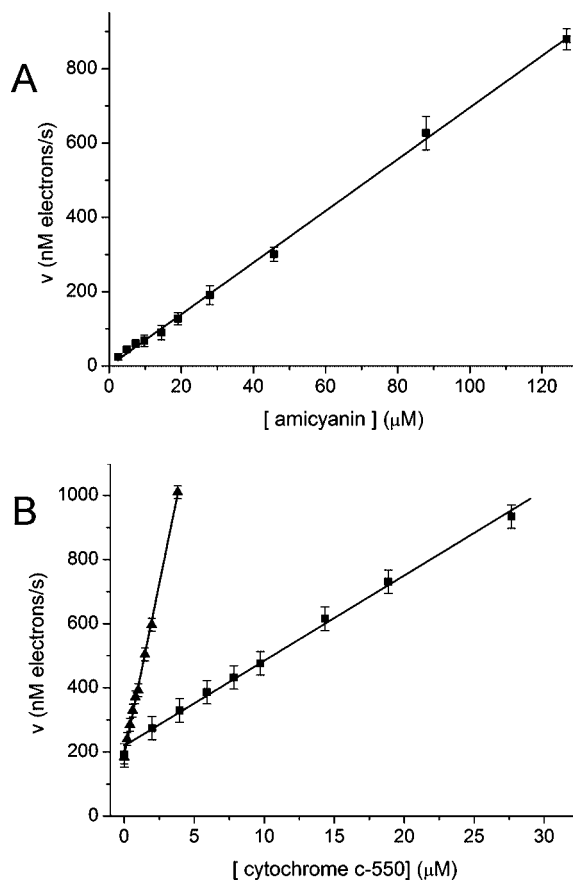 A
v (nM electrons/s)
800
600
400
200
0
0 20 40 60 80 100 120
[ amicyanin ] (μM)
B
v (nM electrons/s)
1000
800
600
400
200
0
0 5 10 15 20 25 30
[ cytochrome c-550] (μM)